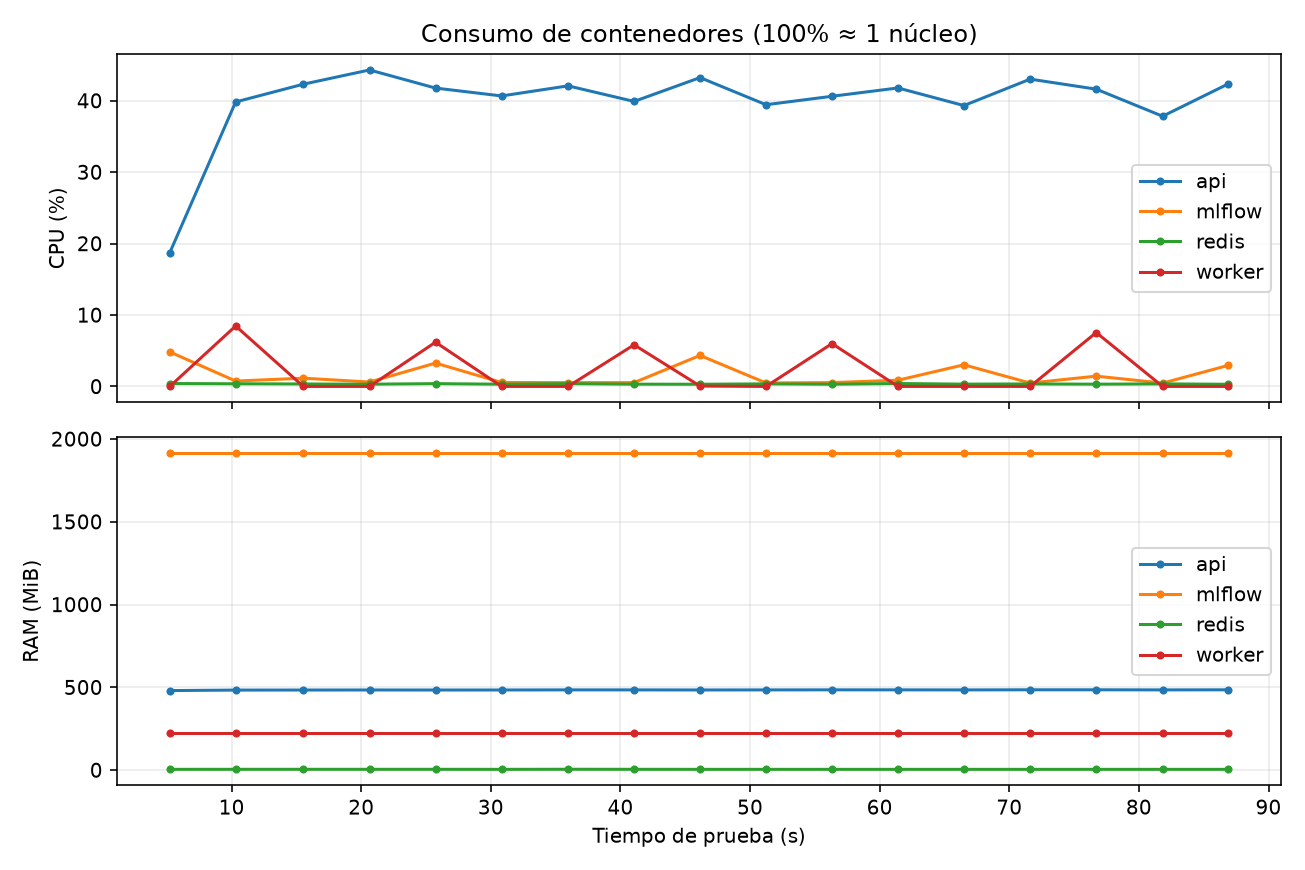 Consumo de contenedores (100% ≈ 1 núcleo)
CPU (%)
40
30
20
10
0
api
mlflow
redis
worker
RAM (MiB)
2000
1500
1000
500
0
api
mlflow
redis
worker
10 20 30 40 50 60 70 80 90
Tiempo de prueba (s)